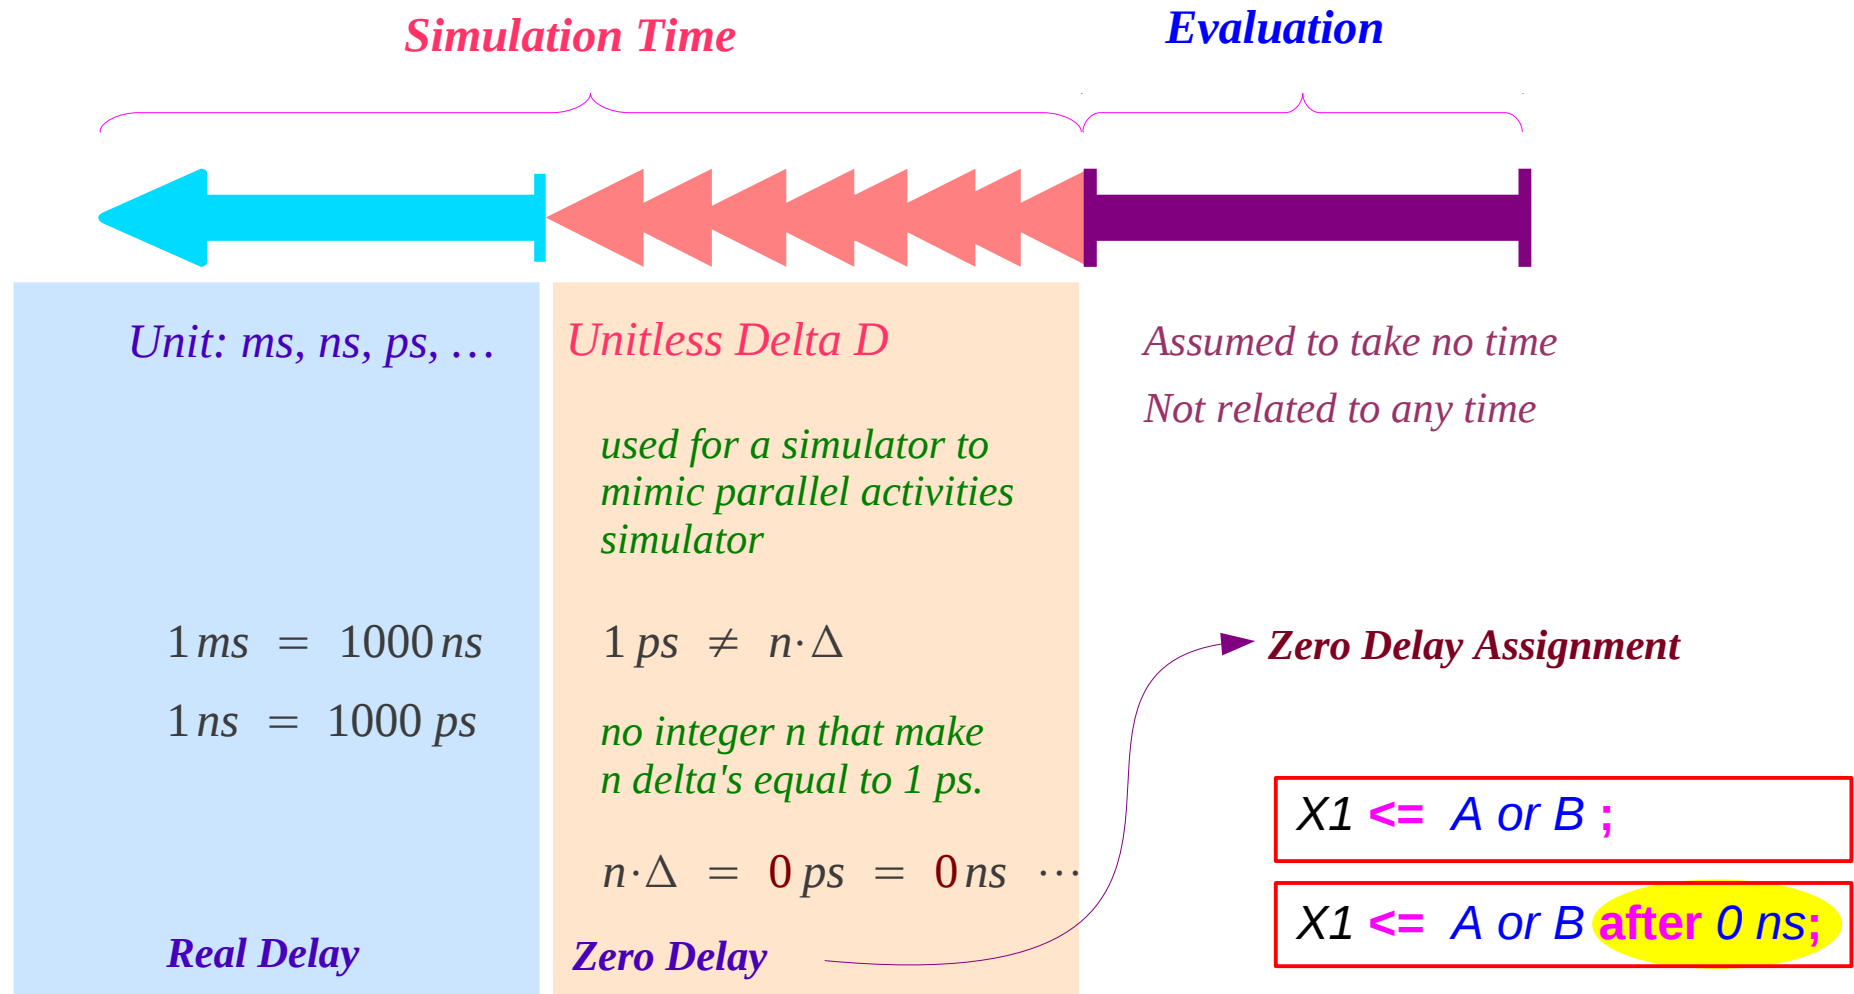 Simulation Time
Evaluation
Unit: ms, ns, ps, …
1 ms = 1000 ns
1 ns = 1000 ps
Real Delay
Unitless Delta D
used for a simulator to
mimic parallel activities
simulator
1 ps ≠ n·Δ
no integer n that make
n delta's equal to 1 ps.
n·Δ = 0 ps = 0 ns ⋯
Zero Delay
Assumed to take no time
Not related to any time
Zero Delay Assignment
X1 <= A or B ;
X1 <= A or B after 0 ns;